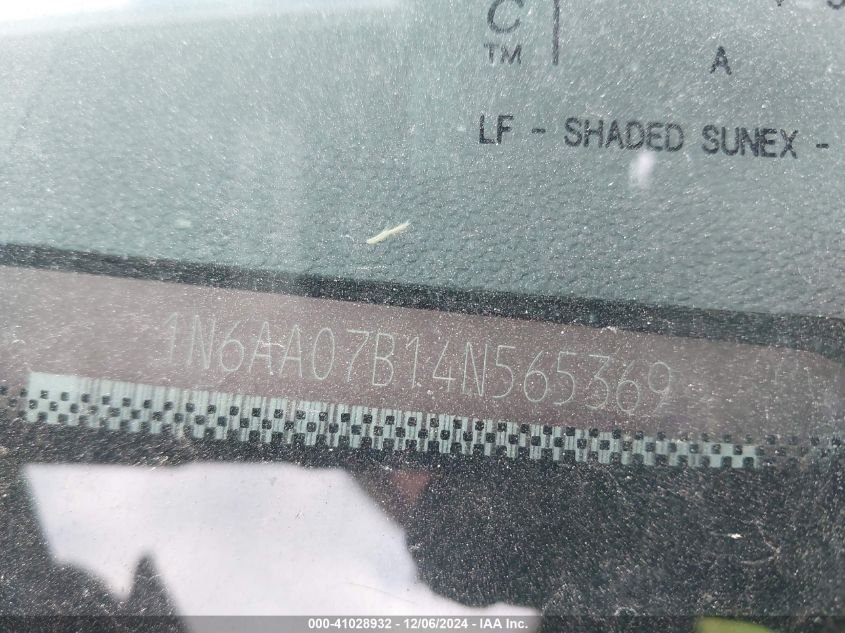 C
TM
A
LF - SHADED SUNEX -
1N6AA07B14N565369
000-41028932 - 12/06/2024 - IAA Inc.